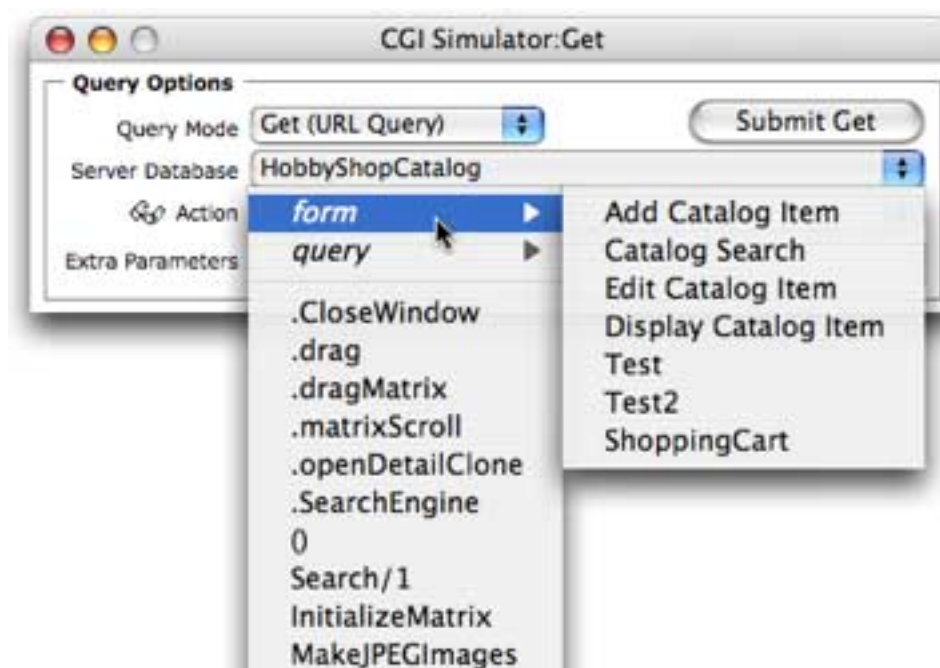 CGI Simulator:Get
Query Options
Query Mode Get (URL Query) Submit Get
Server Database HobbyShopCatalog
Action
Extra Parameters
form
query
.CloseWindow
.drag
.dragMatrix
.matrixScroll
.openDetailClone
.SearchEngine
()
Search/1
InitializeMatrix
MakeJPEGImages
Add Catalog Item
Catalog Search
Edit Catalog Item
Display Catalog Item
Test
Test2
ShoppingCart